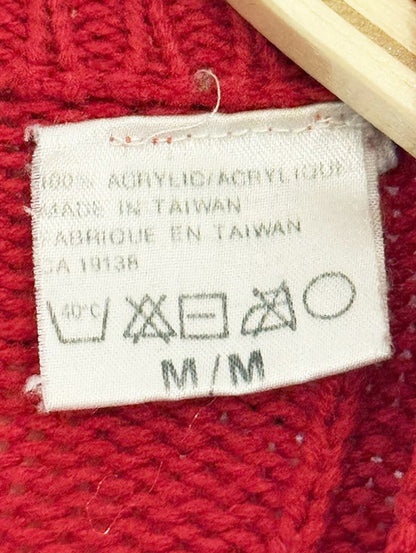 100% ACRYLIC/ACRYLIQUE
MADE IN TAIWAN
FABRIQUE EN TAIWAN
CA 19138
40°C
M/M